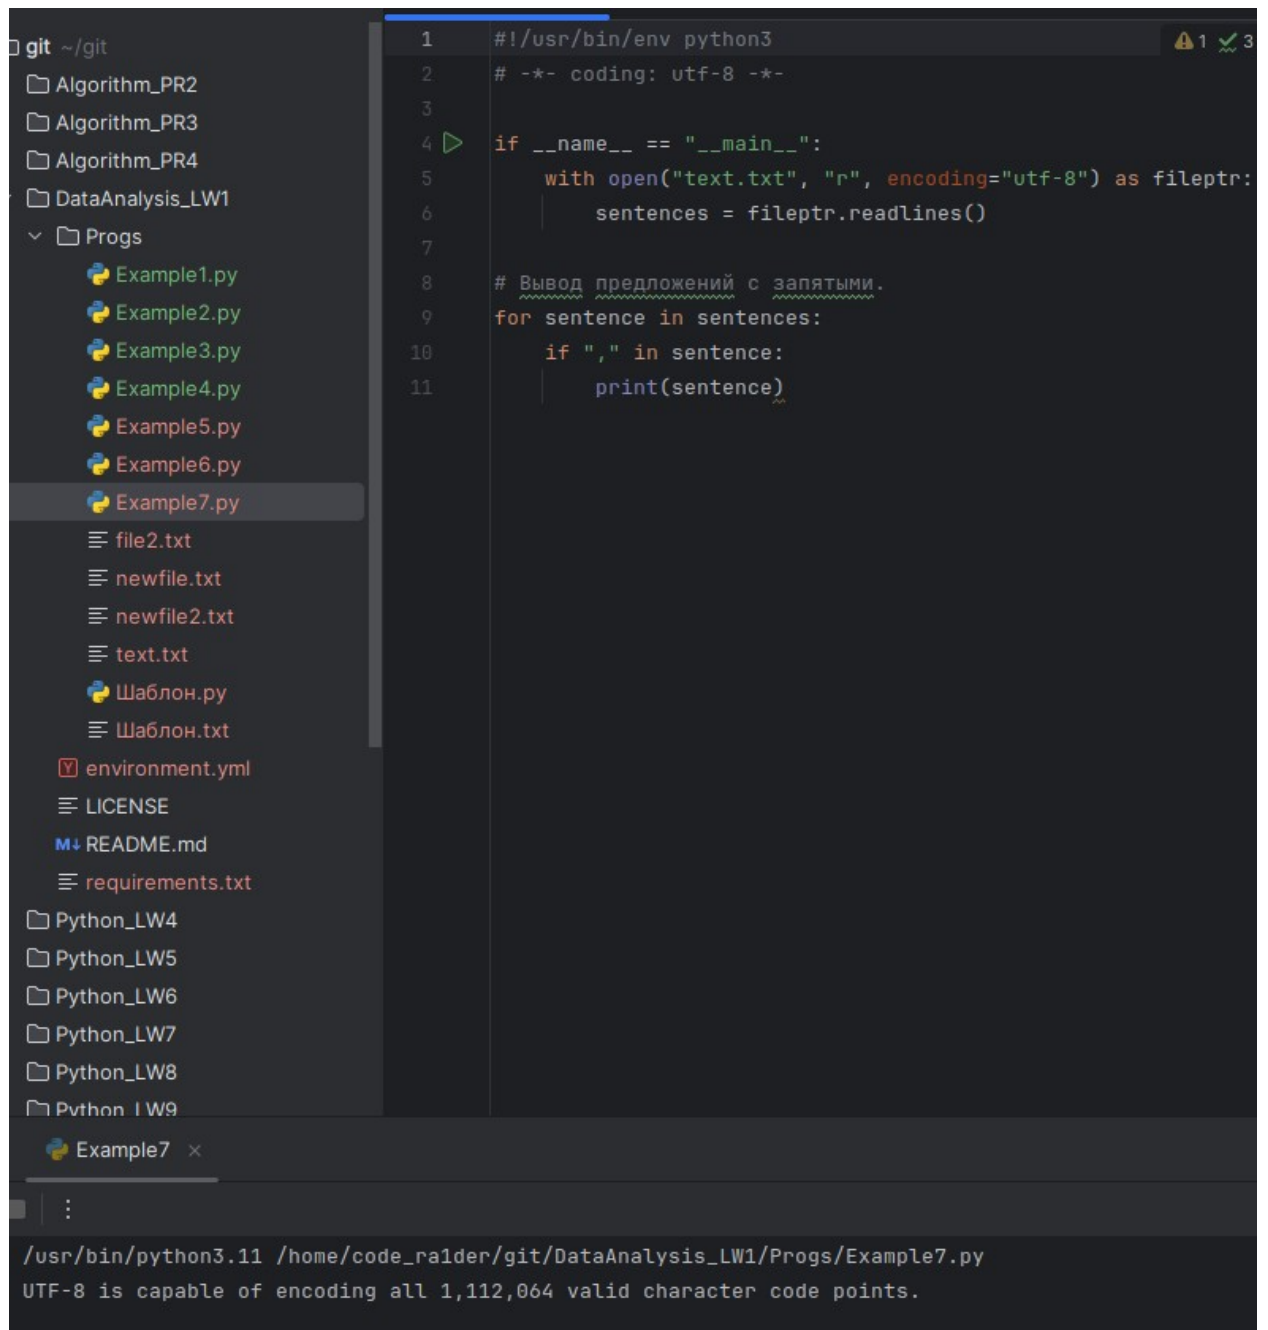 git ~/git
Algorithm_PR2
Algorithm_PR3
Algorithm_PR4
DataAnalysis_LW1
Progs
Example1.py
Example2.py
Example3.py
Example4.py
Example5.py
Example6.py
Example7.py
file2.txt
newfile.txt
newfile2.txt
text.txt
Шаблон.py
Шаблон.txt
environment.yml
LICENSE
README.md
requirements.txt
Python_LW4
Python_LW5
Python_LW6
Python_LW7
Python_LW8
Python_LW9
1 #!/usr/bin/env python3
1 3
2 # -*- coding: utf-8 -*-
3
4 if __name__ == "__main__":
5 with open("text.txt", "r", encoding="utf-8") as fileptr:
6 sentences = fileptr.readlines()
7
8 # Вывод предложений с запятыми.
9 for sentence in sentences:
10 if "," in sentence:
11 print(sentence)
Example7
/usr/bin/python3.11 /home/code_ra1der/git/DataAnalysis_LW1/Progs/Example7.py
UTF-8 is capable of encoding all 1,112,064 valid character code points.